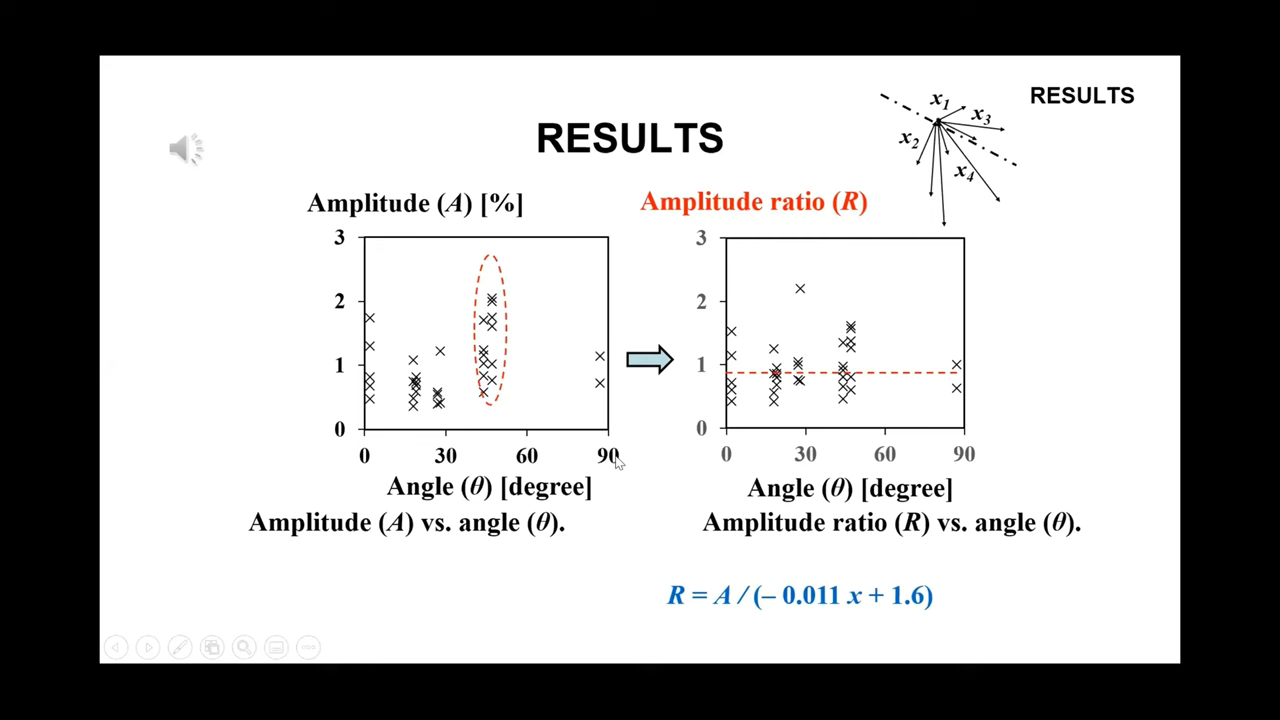 RESULTS
RESULTS
x1
x3
x2
x4
Amplitude (A) [%]
3
2
1
0
0 30 60 90
Angle (θ) [degree]
Amplitude (A) vs. angle (θ).
Amplitude ratio (R)
3
2
1
0
0 30 60 90
Angle (θ) [degree]
Amplitude ratio (R) vs. angle (θ).
R = A / (– 0.011 x + 1.6)